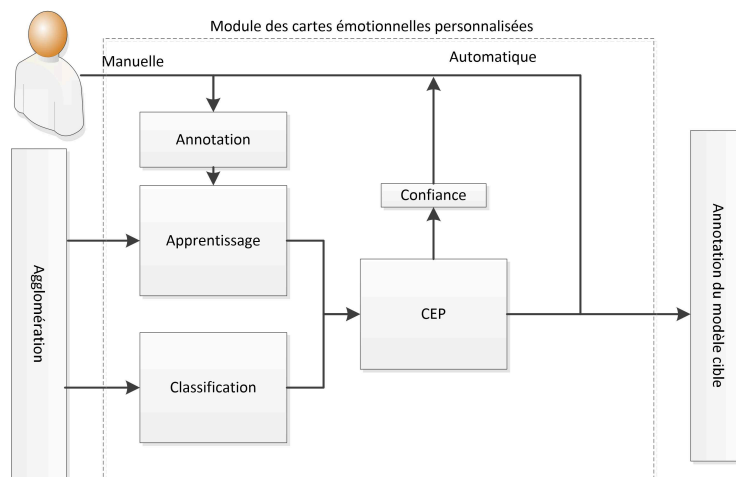 Module des cartes émotionnelles personnalisées
Manuelle
Automatique
Annotation
Confiance
Apprentissage
CEP
Classification
Agglomération
Annotation du modèle cible